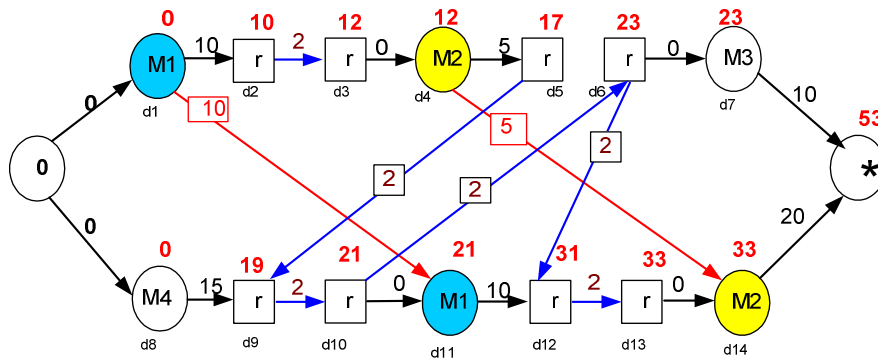 0 10 12 12 17 23 23
10 2 0 5 0
M1 r r M2 r r M3
d1 d2 d3 d4 d5 d6 d7
0 10 5 2 10
53
0 2 2 *
0 20
0 19 21 21 31 33 33
15 2 0 10 2 0
M4 r r M1 r r M2
d8 d9 d10 d11 d12 d13 d14